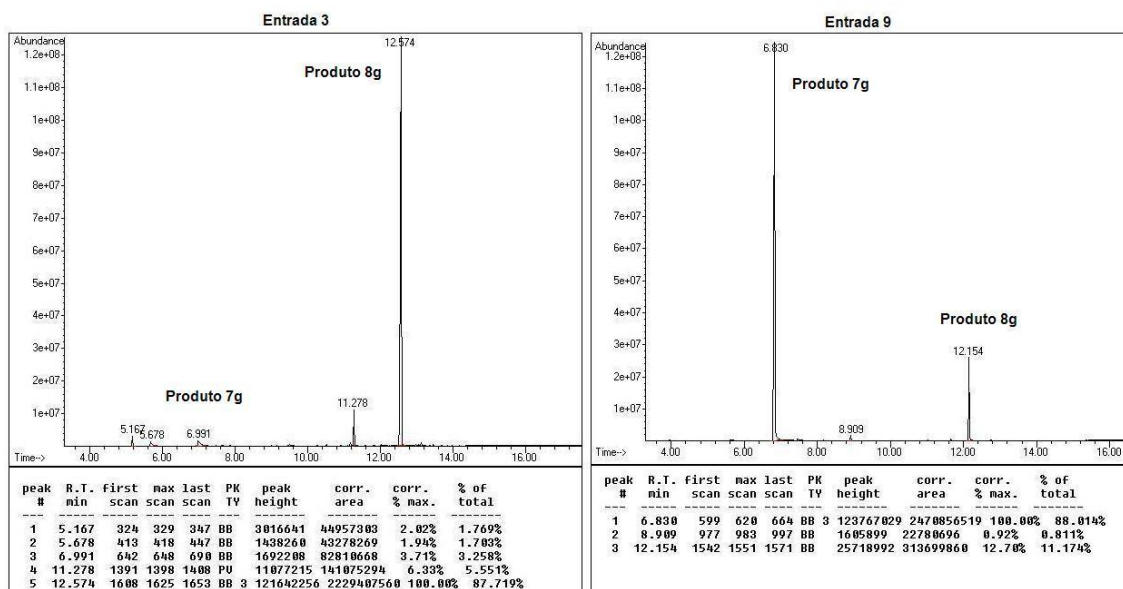 Entrada 3
Abundance
1.2e+08
1.1e+08
1e+08
9e+07
8e+07
7e+07
6e+07
5e+07
4e+07
3e+07
2e+07
1e+07
12.574
Produto 8g
Produto 7g
5.167
5.678
6.991
11.278
Time-->
4.00 6.00 8.00 10.00 12.00 14.00 16.00
peak R.T. first max last PK peak corr. corr. % of
# min scan scan scan TY height area % max. total
1 5.167 324 329 347 BB 3016641 44957303 2.02% 1.769%
2 5.678 413 418 447 BB 1438260 43278269 1.94% 1.703%
3 6.991 642 648 690 BB 1692208 82810668 3.71% 3.258%
4 11.278 1391 1398 1408 PV 11077215 141075294 6.33% 5.551%
5 12.574 1608 1625 1653 BB 3 121642256 2229407560 100.00% 87.719%
Entrada 9
Abundance
1.2e+08
1.1e+08
1e+08
9e+07
8e+07
7e+07
6e+07
5e+07
4e+07
3e+07
2e+07
1e+07
6.830
Produto 7g
Produto 8g
12.154
8.909
Time-->
4.00 6.00 8.00 10.00 12.00 14.00 16.00
peak R.T. first max last PK peak corr. corr. % of
# min scan scan scan TY height area % max. total
1 6.830 599 620 664 BB 3 123767029 2470856519 100.00% 88.014%
2 8.909 977 983 997 BB 1605899 22780696 0.92% 0.811%
3 12.154 1542 1551 1571 BB 25718992 313699860 12.70% 11.174%